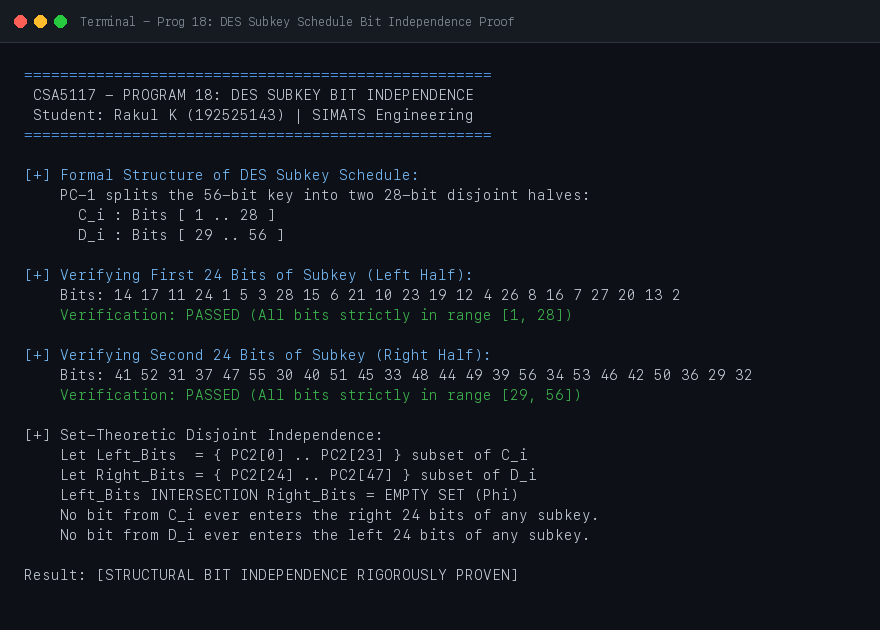 Terminal — Prog 18: DES Subkey Schedule Bit Independence Proof
====================================================
CSA5117 - PROGRAM 18: DES SUBKEY BIT INDEPENDENCE
Student: Rakul K (192525143) | SIMATS Engineering
====================================================
[+] Formal Structure of DES Subkey Schedule:
PC-1 splits the 56-bit key into two 28-bit disjoint halves:
C_i : Bits [ 1 .. 28 ]
D_i : Bits [ 29 .. 56 ]
[+] Verifying First 24 Bits of Subkey (Left Half):
Bits: 14 17 11 24 1 5 3 28 15 6 21 10 23 19 12 4 26 8 16 7 27 20 13 2
Verification: PASSED (All bits strictly in range [1, 28])
[+] Verifying Second 24 Bits of Subkey (Right Half):
Bits: 41 52 31 37 47 55 30 40 51 45 33 48 44 49 39 56 34 53 46 42 50 36 29 32
Verification: PASSED (All bits strictly in range [29, 56])
[+] Set-Theoretic Disjoint Independence:
Let Left_Bits  = { PC2[0] .. PC2[23] } subset of C_i
Let Right_Bits = { PC2[24] .. PC2[47] } subset of D_i
Left_Bits INTERSECTION Right_Bits = EMPTY SET (Phi)
No bit from C_i ever enters the right 24 bits of any subkey.
No bit from D_i ever enters the left 24 bits of any subkey.
Result: [STRUCTURAL BIT INDEPENDENCE RIGOROUSLY PROVEN]